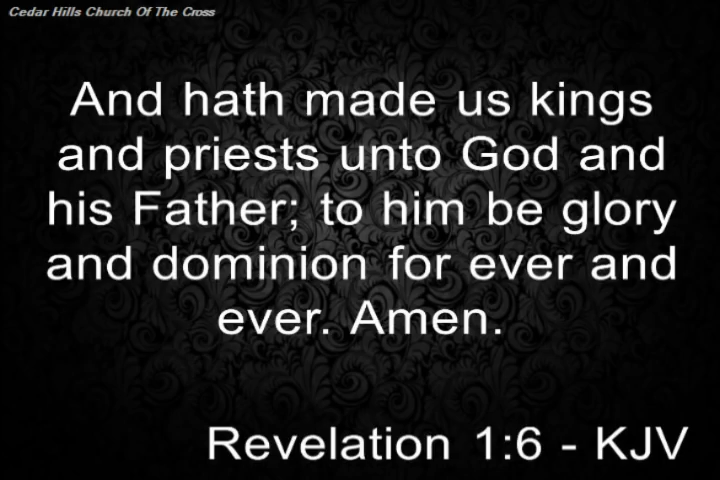 Cedar Hills Church Of The Cross
And hath made us kings
and priests unto God and
his Father; to him be glory
and dominion for ever and
ever. Amen.
Revelation 1:6 - KJV